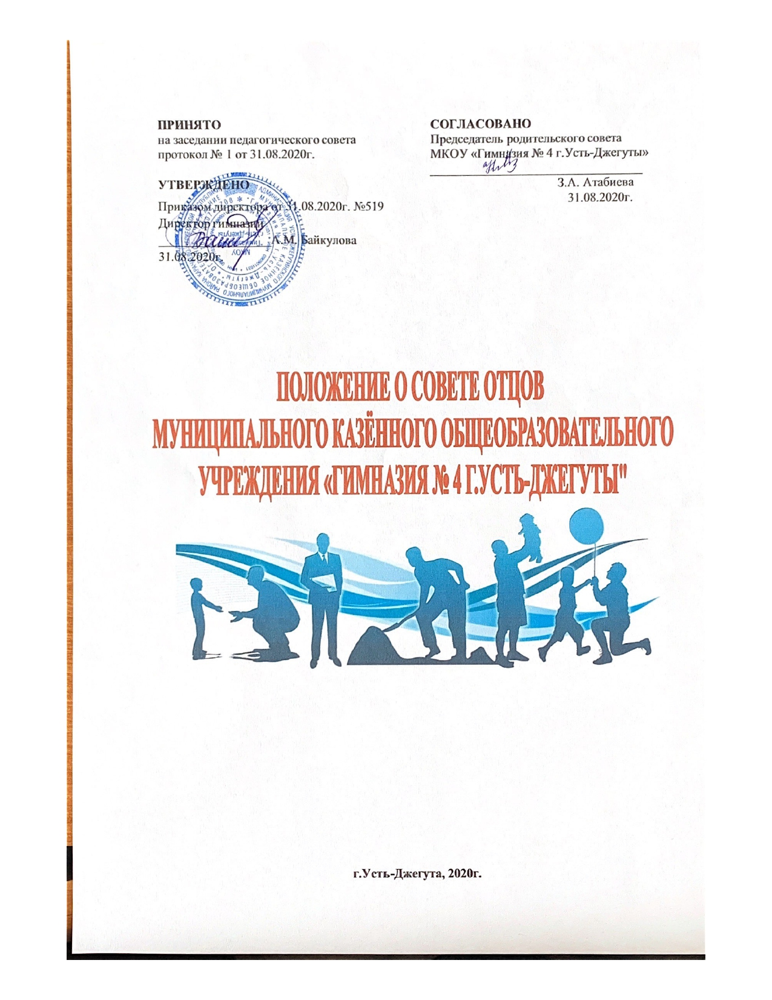 ПРИНЯТО
на заседании педагогического совета
протокол № 1 от 31.08.2020г.
УТВЕРЖДЕНО
Приказом директора от 31.08.2020г. №519
Директор гимназии
А.М. Байкулова
31.08.2020г.
СОГЛАСОВАНО
Председатель родительского совета
МКОУ «Гимназия № 4 г.Усть-Джегуты»
З.А. Атабиева
31.08.2020г.
ПОЛОЖЕНИЕ О СОВЕТЕ ОТЦОВ
МУНИЦИПАЛЬНОГО КАЗЁННОГО ОБЩЕОБРАЗОВАТЕЛЬНОГО
УЧРЕЖДЕНИЯ «ГИМНАЗИЯ № 4 Г.УСТЬ-ДЖЕГУТЫ"
г.Усть-Джегута, 2020г.